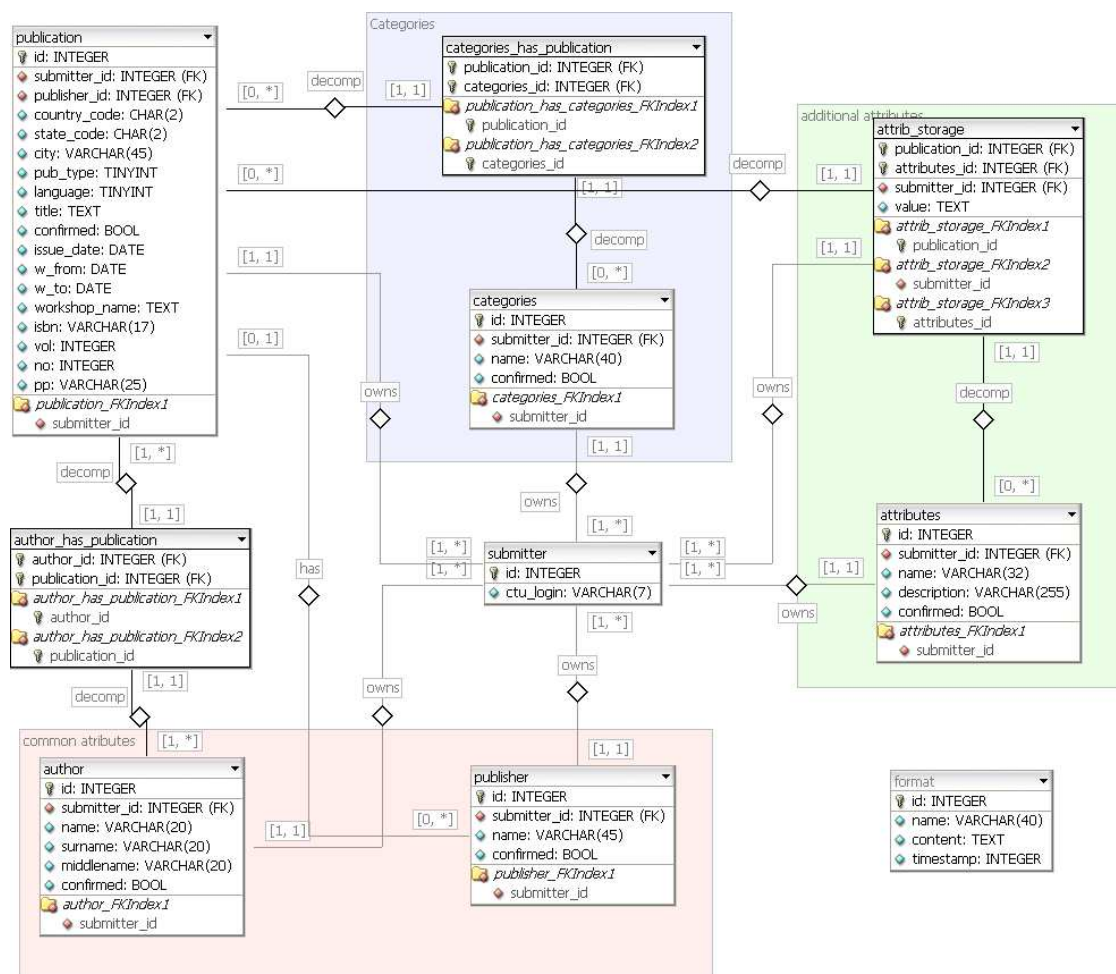 publication
id: INTEGER
submitter_id: INTEGER (FK)
publisher_id: INTEGER (FK)
country_code: CHAR(2)
state_code: CHAR(2)
city: VARCHAR(45)
pub_type: TINYINT
language: TINYINT
title: TEXT
confirmed: BOOL
issue_date: DATE
w_from: DATE
w_to: DATE
workshop_name: TEXT
isbn: VARCHAR(17)
vol: INTEGER
no: INTEGER
pp: VARCHAR(25)
publication_FKIndex1
submitter_id
[0, *]
decomp
[1, 1]
[0, *]
decomp
[1, 1]
[1, 1]
[0, 1]
[1, *]
decomp
[1, 1]
Categories
categories_has_publication
publication_id: INTEGER (FK)
categories_id: INTEGER (FK)
publication_has_categories_FKIndex1
publication_id
publication_has_categories_FKIndex2
categories_id
[1, 1]
decomp
[0, *]
categories
id: INTEGER
submitter_id: INTEGER (FK)
name: VARCHAR(40)
confirmed: BOOL
categories_FKIndex1
submitter_id
[1, 1]
owns
[1, *]
additional attributes
attrib_storage
publication_id: INTEGER (FK)
attributes_id: INTEGER (FK)
submitter_id: INTEGER (FK)
value: TEXT
attrib_storage_FKIndex1
publication_id
attrib_storage_FKIndex2
submitter_id
attrib_storage_FKIndex3
attributes_id
[1, 1]
owns
[1, 1]
decomp
[0, *]
attributes
id: INTEGER
submitter_id: INTEGER (FK)
name: VARCHAR(32)
description: VARCHAR(255)
confirmed: BOOL
attributes_FKIndex1
submitter_id
[1, 1]
owns
owns
author_has_publication
author_id: INTEGER (FK)
publication_id: INTEGER (FK)
author_has_publication_FKIndex1
author_id
author_has_publication_FKIndex2
publication_id
[1, 1]
decomp
[1, *]
has
[1, *]
[1, *]
submitter
id: INTEGER
ctu_login: VARCHAR(7)
[1, *]
[1, *]
[1, *]
owns
owns
[1, 1]
common atributes
author
id: INTEGER
submitter_id: INTEGER (FK)
name: VARCHAR(20)
surname: VARCHAR(20)
middlename: VARCHAR(20)
confirmed: BOOL
author_FKIndex1
submitter_id
[1, 1]
[0, *]
publisher
id: INTEGER
submitter_id: INTEGER (FK)
name: VARCHAR(45)
confirmed: BOOL
publisher_FKIndex1
submitter_id
format
id: INTEGER
name: VARCHAR(40)
content: TEXT
timestamp: INTEGER